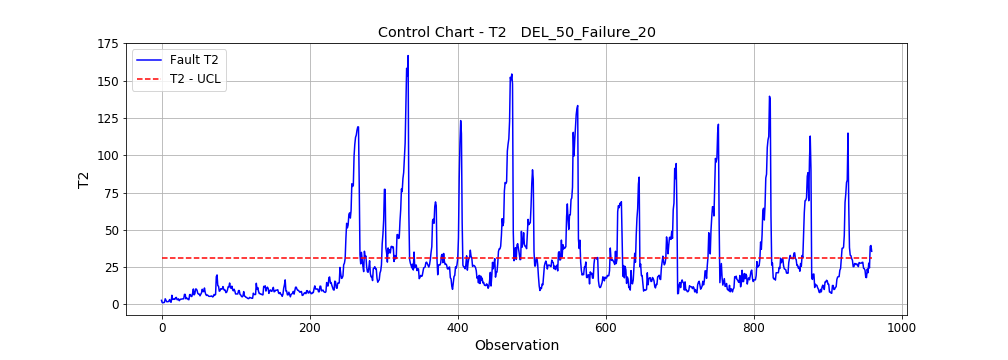 Control Chart - T2   DEL_50_Failure_20
Fault T2
T2 - UCL
T2
175
150
125
100
75
50
25
0
0 200 400 600 800 1000
Observation